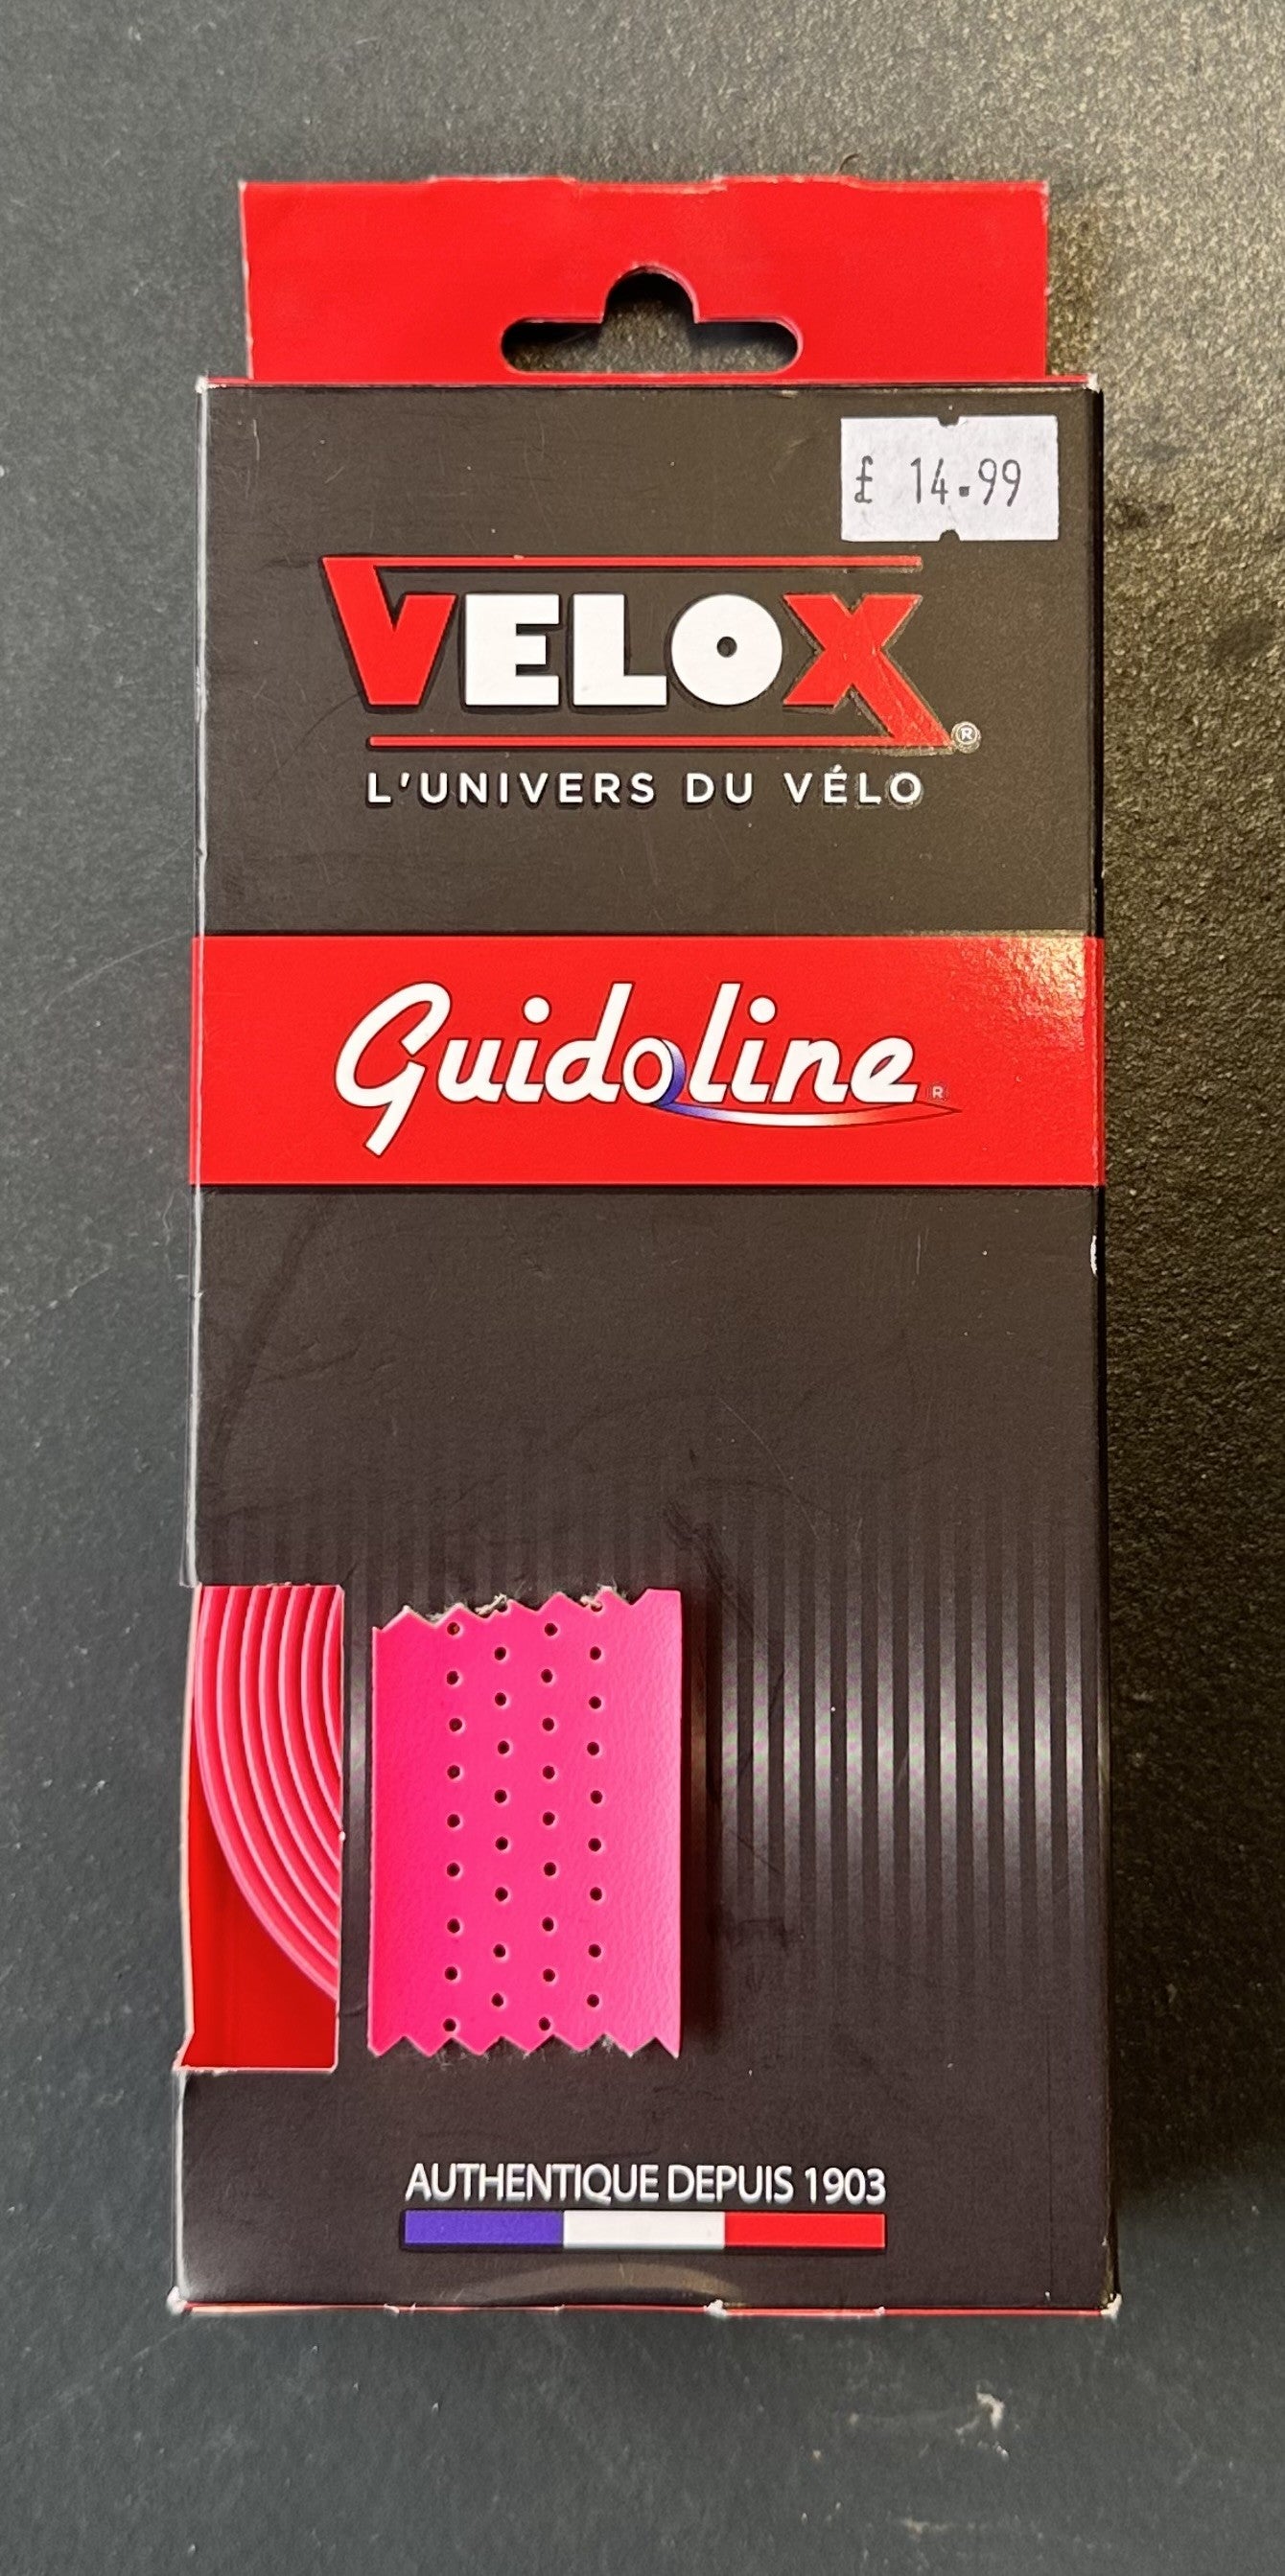 £ 14.99
VELOX®
L'UNIVERS DU VÉLO
Guidoline®
AUTHENTIQUE DEPUIS 1903